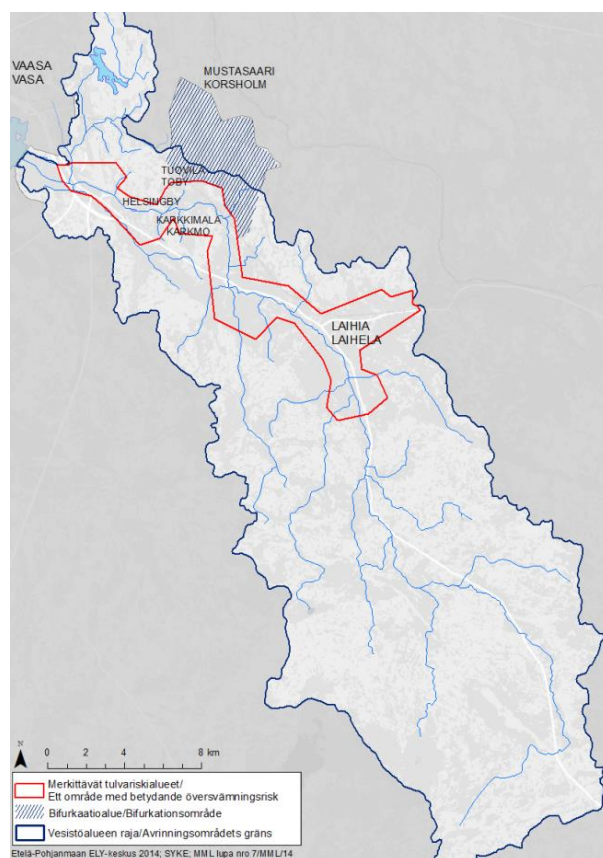 VAASA
VASA
MUSTASAARI
KORSHOLM
TUOVILA
TOBY
HELSINGBY
KARKKIMALA
KARKMO
LAIHIA
LAIHELA
N
0 2 4 8 km
Merkittävät tulvariskialueet/
Ett område med betydande översvämningsrisk
Bifurkaatioalue/Bifurkationsområde
Vesistöalueen raja/Avrinningsområdets gräns
Etelä-Pohjanmaan ELY-keskus 2014; SYKE; MML lupa nro 7/MML/14